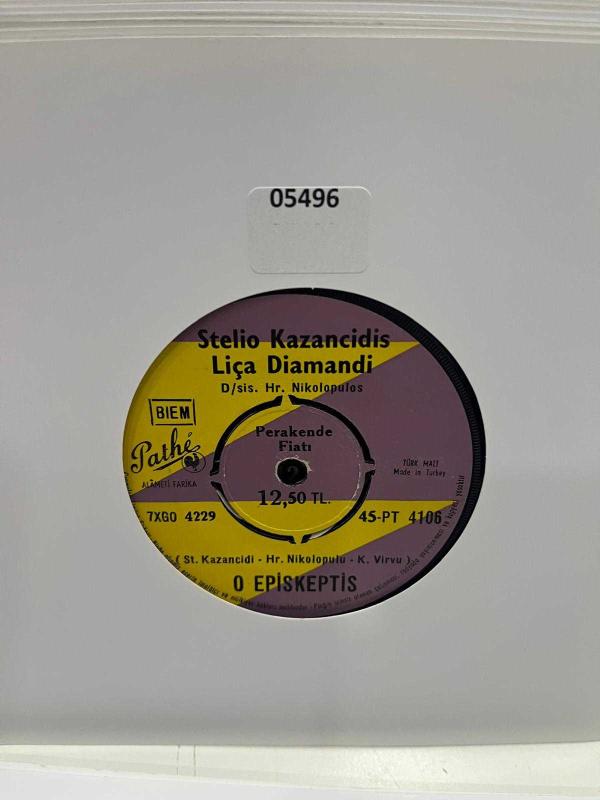 05496
Stelio Kazancidis
Liça Diamandi
D/sis. Hr. Nikolopulos
BIEM
Pathé
ALÂMETİ FARİKA
Perakende
Fiatı
12,50 TL.
TÜRK MALI
Made in Turkey
7XGO 4229
45-PT 4106
( St. Kazancidi - Hr. Nikolopulu - K. Virvu )
O EPİSKEPTİS